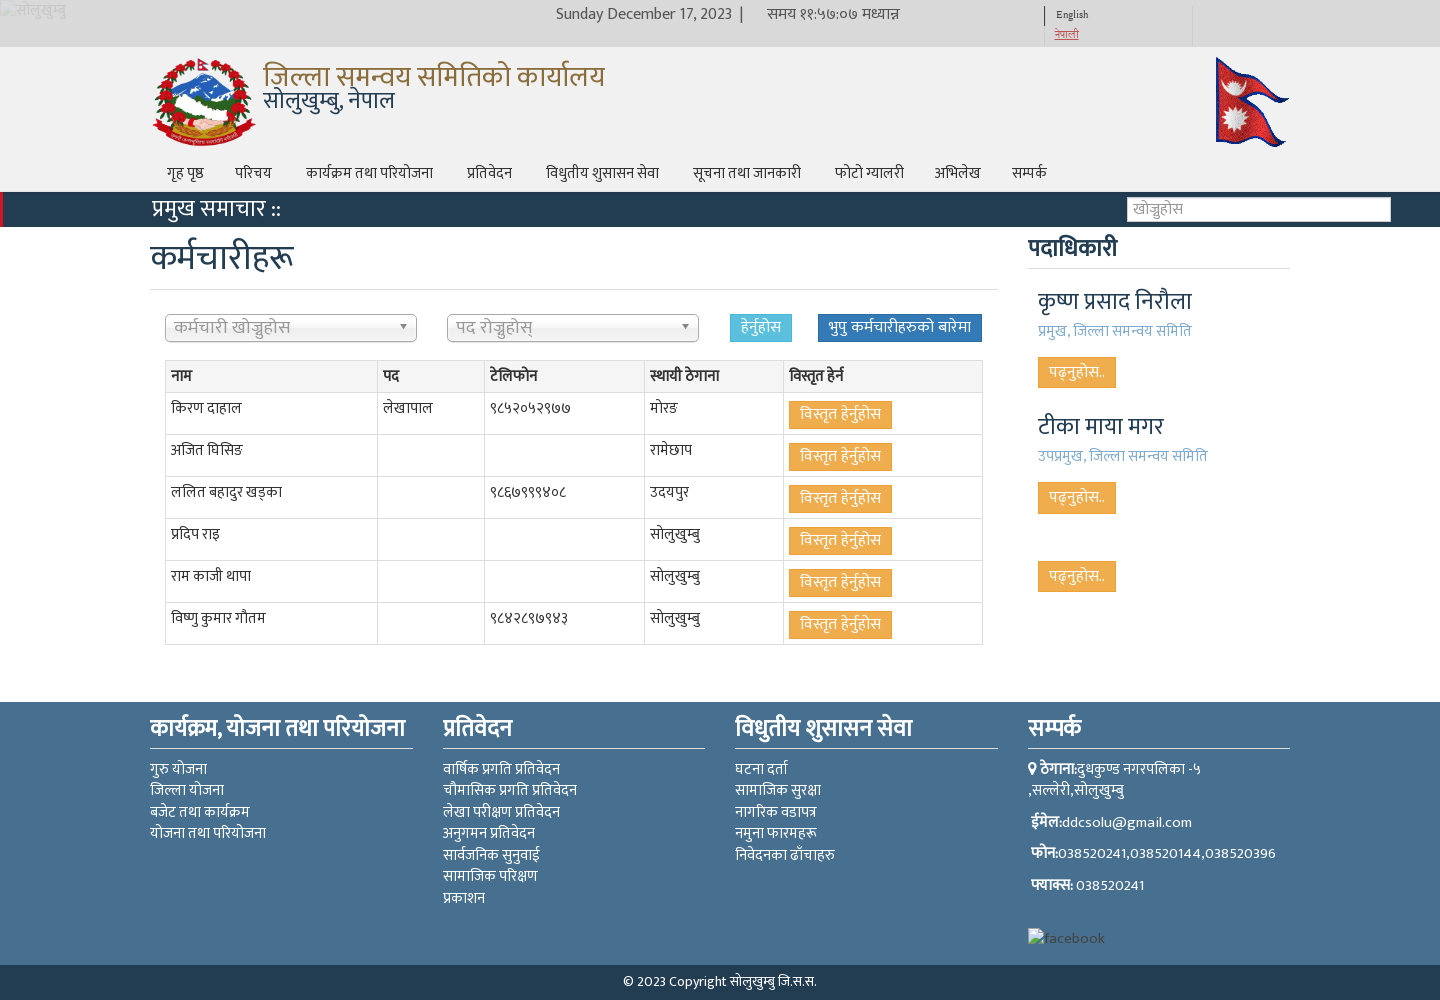 सोलुखुम्बु
Sunday December 17, 2023 | समय ११:५७:०७ मध्यान्न
English
नेपाली
जिल्ला समन्वय समितिको कार्यालय
सोलुखुम्बु, नेपाल
गृह पृष्ठ परिचय कार्यक्रम तथा परियोजना प्रतिवेदन विधुतीय शुसासन सेवा सूचना तथा जानकारी फोटो ग्यालरी अभिलेख सम्पर्क
प्रमुख समाचार :: खोज्नुहोस
कर्मचारीहरू
कर्मचारी खोज्नुहोस पद रोज्नुहोस् हेर्नुहोस भुपु कर्मचारीहरुको बारेमा
नाम पद टेलिफोन स्थायी ठेगाना विस्तृत हेर्न
किरण दाहाल लेखापाल ९८५२०५२९७७ मोरङ विस्तृत हेर्नुहोस
अजित घिसिङ रामेछाप विस्तृत हेर्नुहोस
ललित बहादुर खड्का ९८६७९९९४०८ उदयपुर विस्तृत हेर्नुहोस
प्रदिप राइ सोलुखुम्बु विस्तृत हेर्नुहोस
राम काजी थापा सोलुखुम्बु विस्तृत हेर्नुहोस
विष्णु कुमार गौतम ९८४२८९७९४३ सोलुखुम्बु विस्तृत हेर्नुहोस
पदाधिकारी
कृष्ण प्रसाद निरौला
प्रमुख, जिल्ला समन्वय समिति
पढ्नुहोस..
टीका माया मगर
उपप्रमुख, जिल्ला समन्वय समिति
पढ्नुहोस..
पढ्नुहोस..
कार्यक्रम, योजना तथा परियोजना
गुरु योजना
जिल्ला योजना
बजेट तथा कार्यक्रम
योजना तथा परियोजना
प्रतिवेदन
वार्षिक प्रगति प्रतिवेदन
चौमासिक प्रगति प्रतिवेदन
लेखा परीक्षण प्रतिवेदन
अनुगमन प्रतिवेदन
सार्वजनिक सुनुवाई
सामाजिक परिक्षण
प्रकाशन
विधुतीय शुसासन सेवा
घटना दर्ता
सामाजिक सुरक्षा
नागरिक वडापत्र
नमुना फारमहरू
निवेदनका ढाँचाहरु
सम्पर्क
ठेगाना:दुधकुण्ड नगरपलिका -५
,सल्लेरी,सोलुखुम्बु
ईमेल:ddcsolu@gmail.com
फोन:038520241,038520144,038520396
फ्याक्स: 038520241
facebook
© 2023 Copyright सोलुखुम्बु जि.स.स.